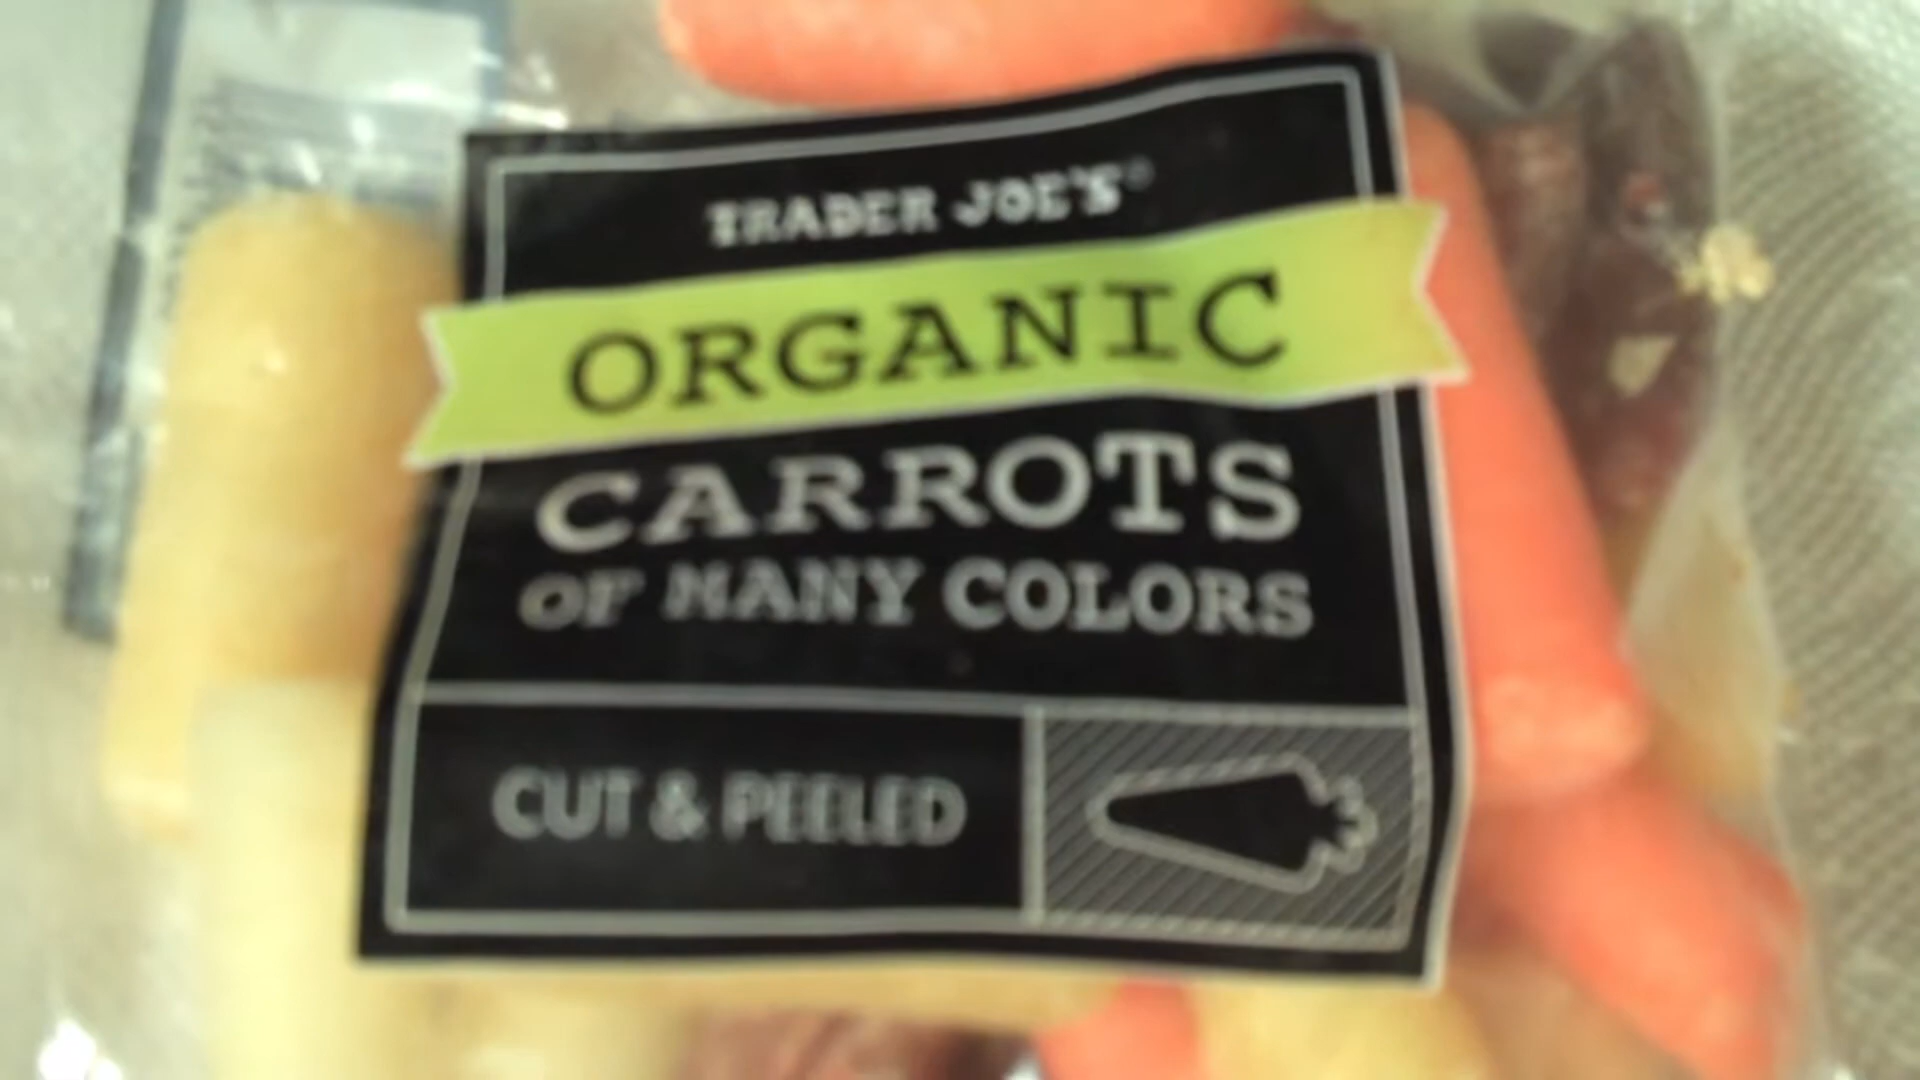 TRADER JOE'S®
ORGANIC
CARROTS
OF MANY COLORS
CUT & PEELED